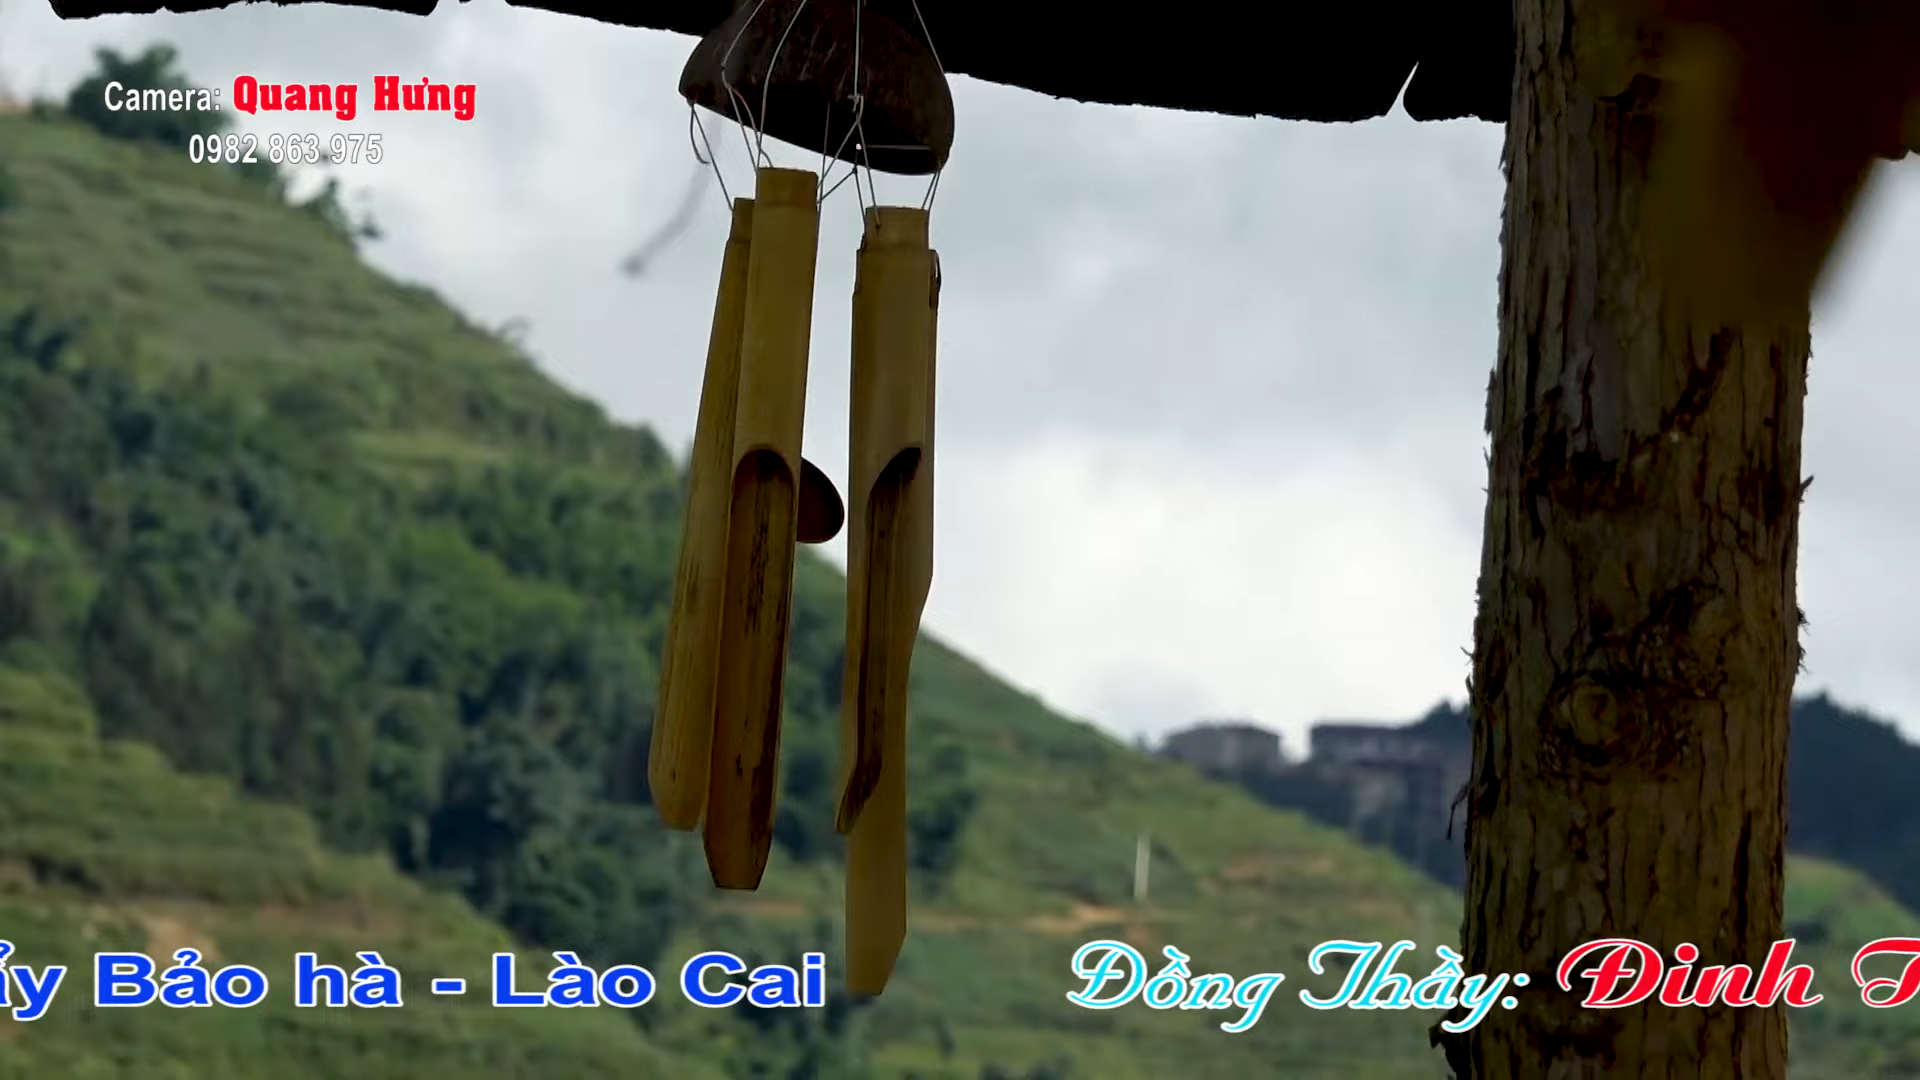 Camera: Quang Hưng
0982 863 975
Bảo hà - Lào Cai Đồng Thầy: Đinh